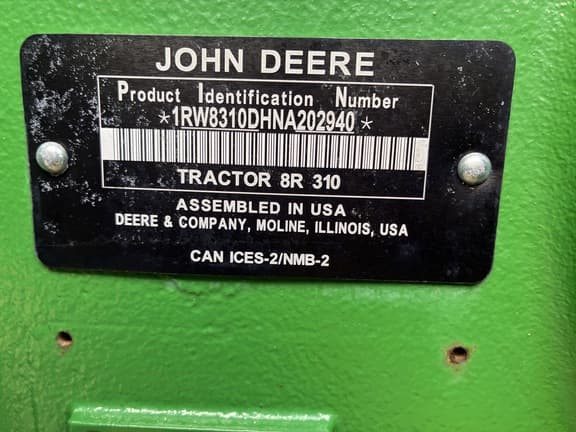 JOHN DEERE
Product Identification Number
*1RW8310DHNA202940*
TRACTOR 8R 310
ASSEMBLED IN USA
DEERE & COMPANY, MOLINE, ILLINOIS, USA
CAN ICES-2/NMB-2